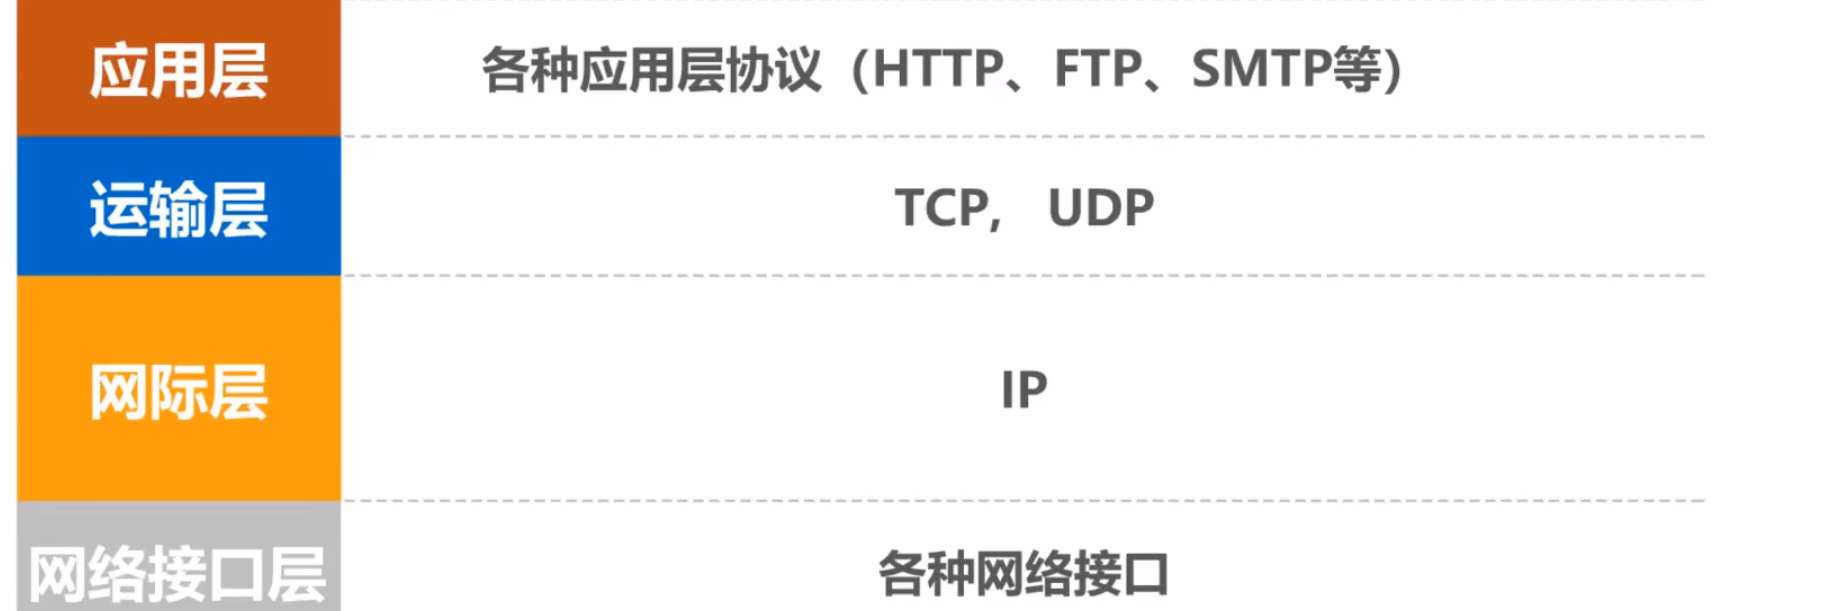 应用层
各种应用层协议（HTTP、FTP、SMTP等）
运输层
TCP， UDP
网际层
IP
网络接口层
各种网络接口